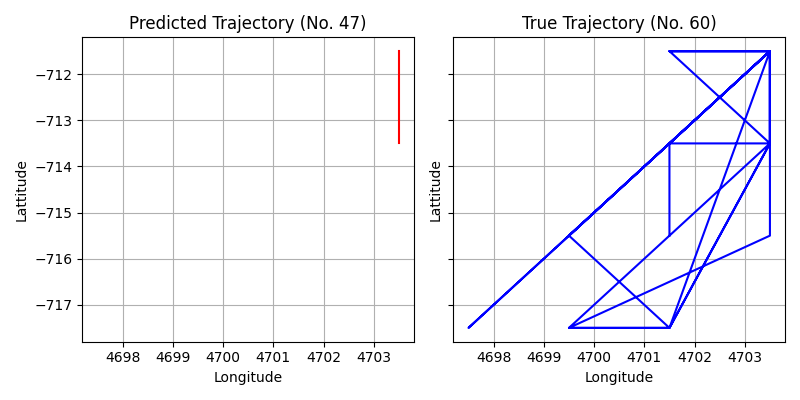 Predicted Trajectory (No. 47)
True Trajectory (No. 60)
−712
−713
−714
−715
−716
−717
Lattitude
Lattitude
4698 4699 4700 4701 4702 4703
4698 4699 4700 4701 4702 4703
Longitude
Longitude